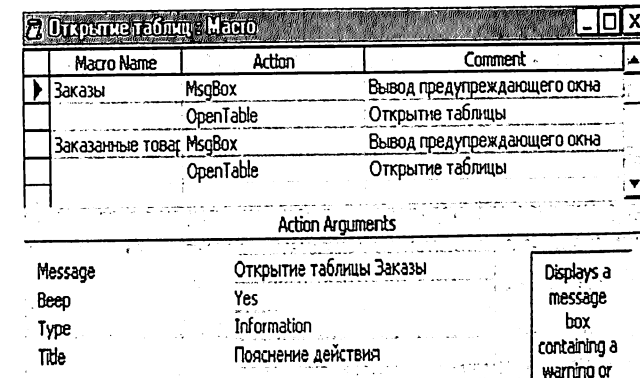 Открытие таблиц : Macro
Macro Name Action Comment
Заказы MsgBox Вывод предупреждающего окна
OpenTable Открытие таблицы
Заказанные товар MsgBox Вывод предупреждающего окна
OpenTable Открытие таблицы
Action Arguments
Message Открытие таблицы Заказы
Beep Yes
Type Information
Title Пояснение действия
Displays a
message
box
containing a
warning or